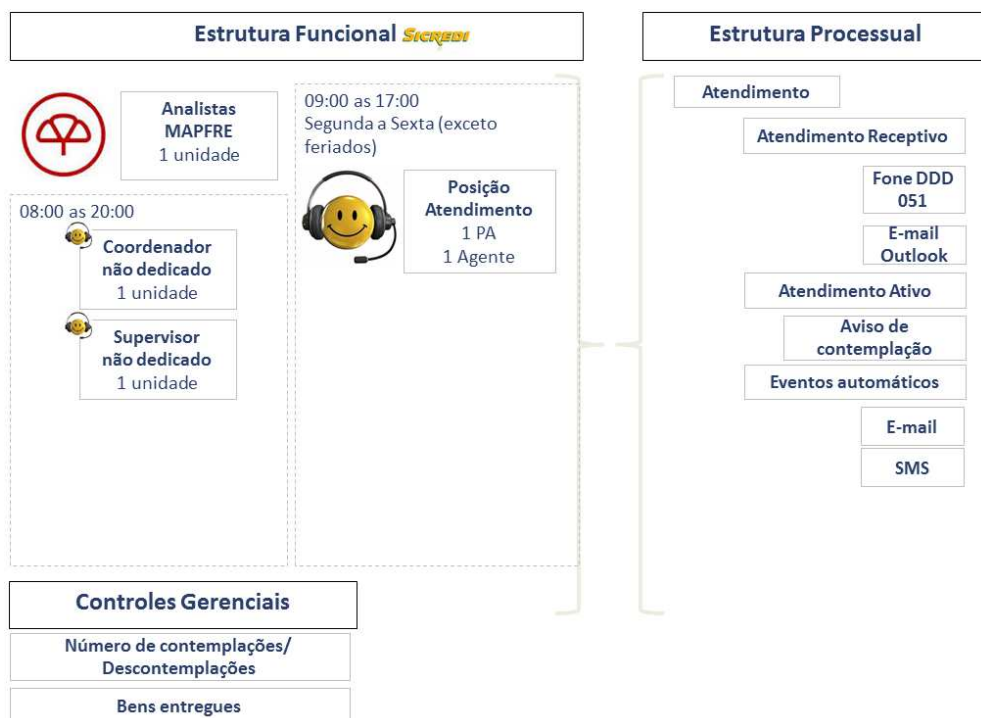 Estrutura Funcional SICREDI
Analistas
MAPFRE
1 unidade
08:00 as 20:00
Coordenador
não dedicado
1 unidade
Supervisor
não dedicado
1 unidade
09:00 as 17:00
Segunda a Sexta (exceto
feriados)
Posição
Atendimento
1 PA
1 Agente
Controles Gerenciais
Número de contemplações/
Descontemplações
Bens entregues
Estrutura Processual
Atendimento
Atendimento Receptivo
Fone DDD
051
E-mail
Outlook
Atendimento Ativo
Aviso de
contemplação
Eventos automáticos
E-mail
SMS